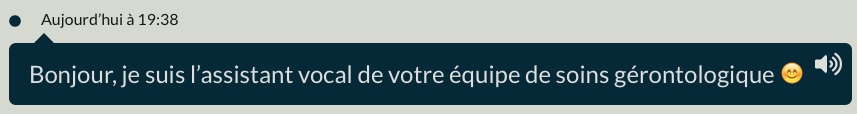 Aujourd’hui à 19:38
Bonjour, je suis l’assistant vocal de votre équipe de soins gérontologique 😊